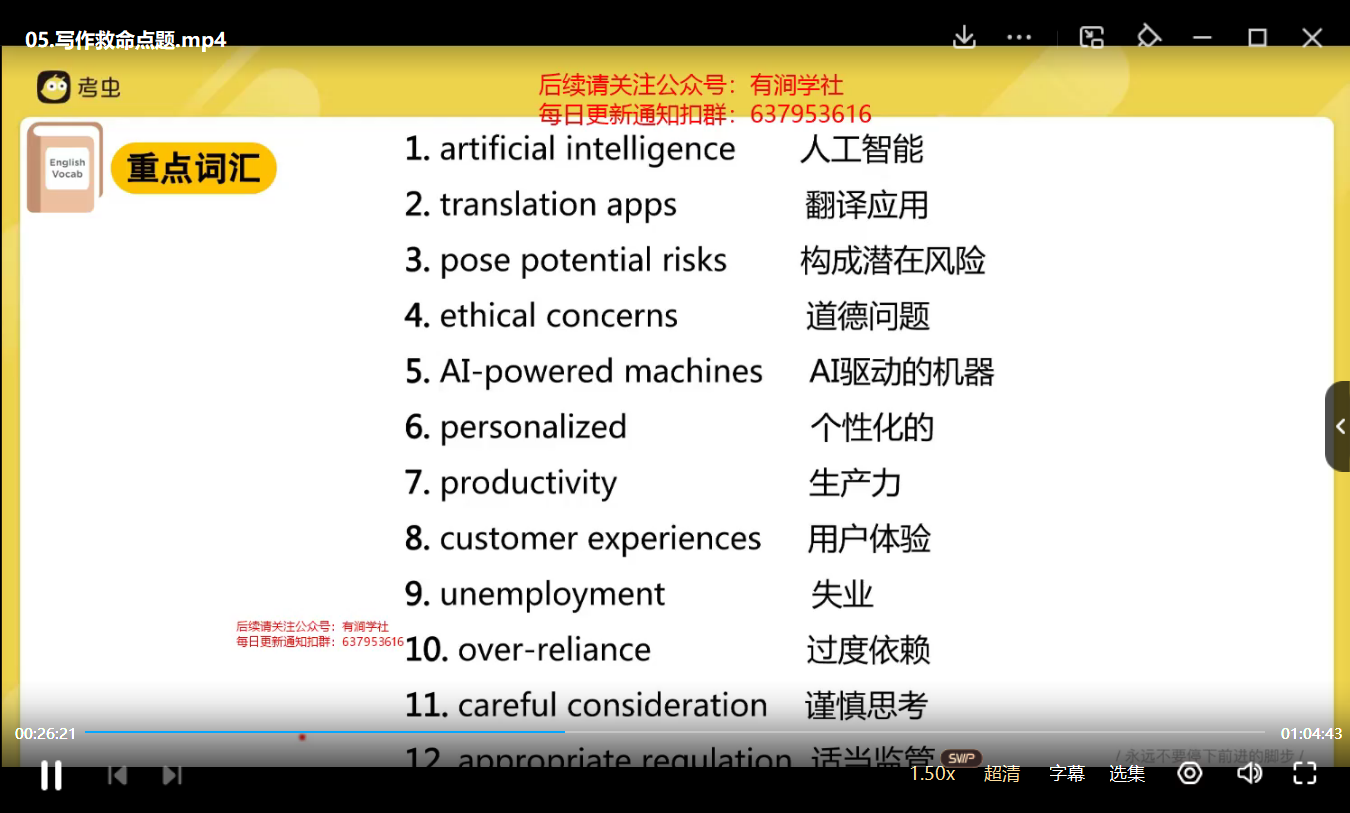 05.写作救命点题.mp4
考虫
后续请关注公众号：有涧学社
每日更新通知扣群：637953616
English
Vocab
重点词汇
1. artificial intelligence 人工智能
2. translation apps 翻译应用
3. pose potential risks 构成潜在风险
4. ethical concerns 道德问题
5. AI-powered machines AI驱动的机器
6. personalized 个性化的
7. productivity 生产力
8. customer experiences 用户体验
9. unemployment 失业
后续请关注公众号：有涧学社
每日更新通知扣群：637953616
10. over-reliance 过度依赖
11. careful consideration 谨慎思考
12. appropriate regulation 适当监管
/ 永远不要停下前进的脚步 /
00:26:21
01:04:43
SVIP
1.50x 超清 字幕 选集